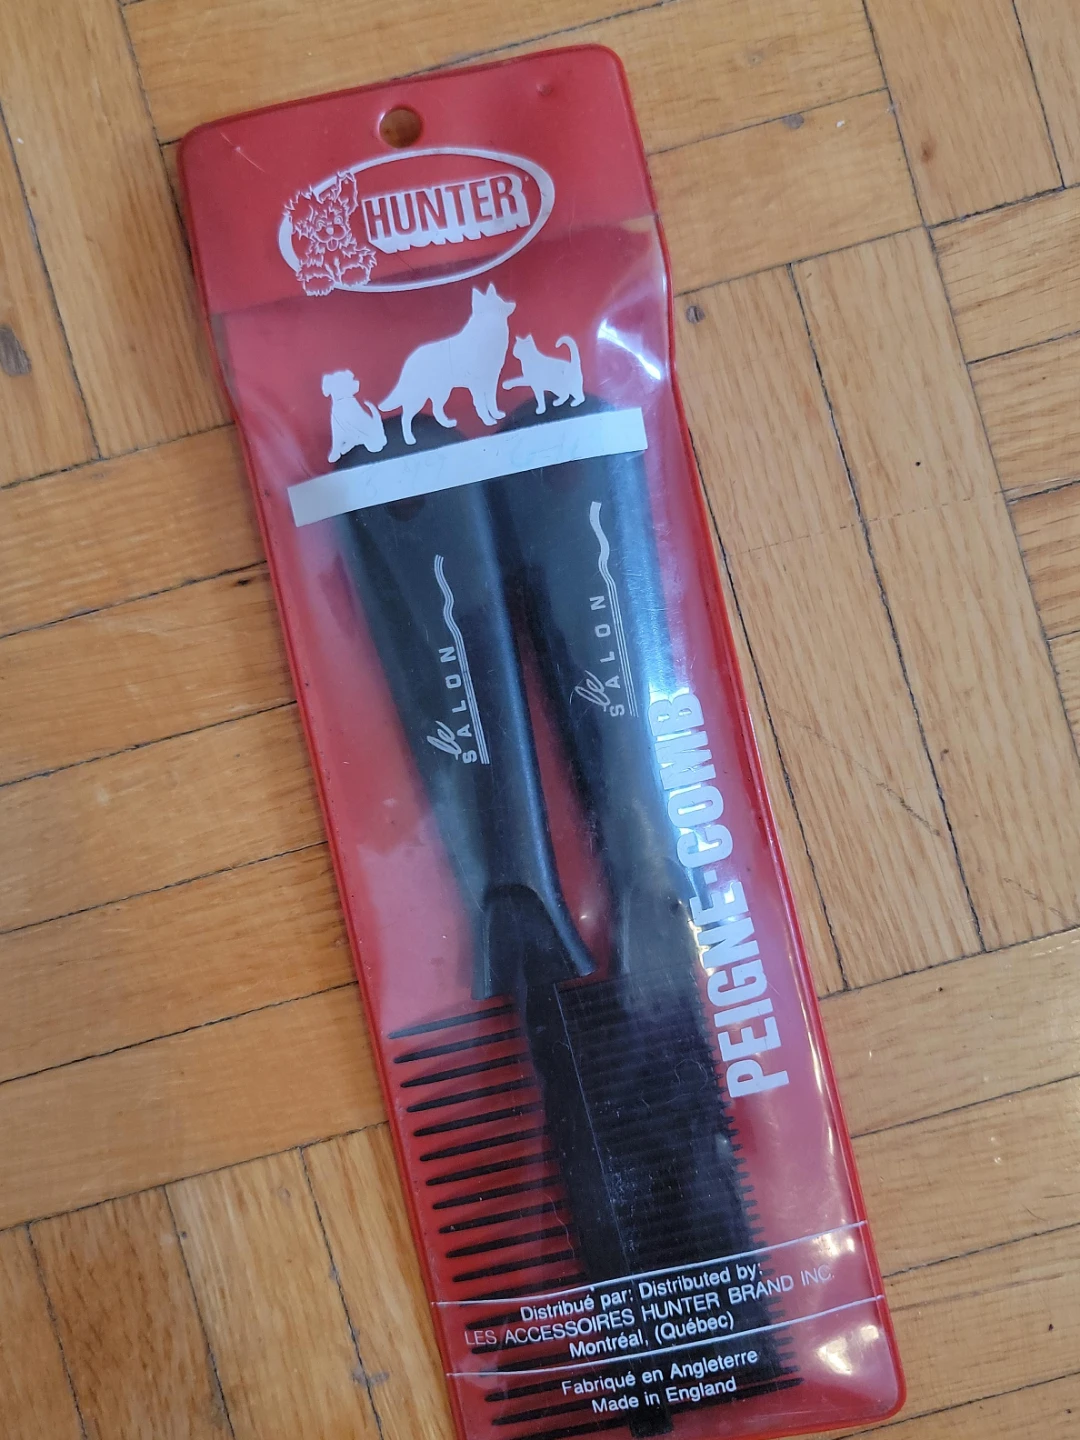 HUNTER
le
SALON
le
SALON
PEIGNE-COMB
Distribué par: Distributed by:
LES ACCESSOIRES HUNTER BRAND INC.
Montréal, (Québec)
Fabriqué en Angleterre
Made in England